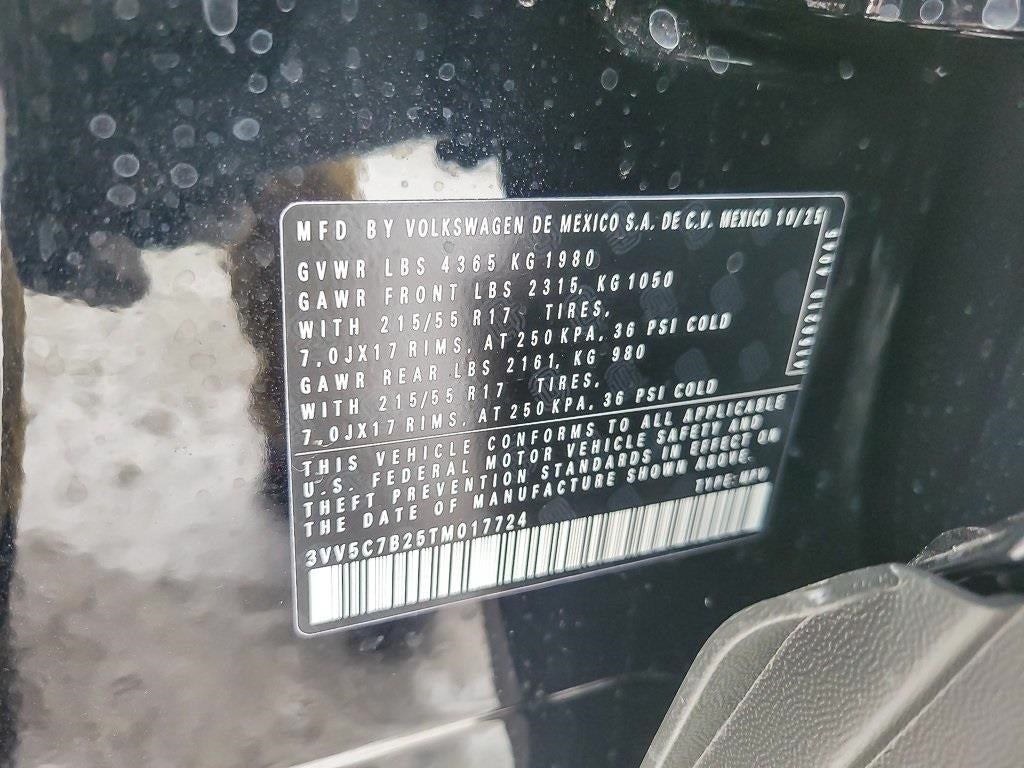 MFD BY VOLKSWAGEN DE MEXICO S.A. DE C.V. MEXICO 10/25
GVWR LBS 4365 KG 1980
GAWR FRONT LBS 2315, KG 1050
WITH 215/55 R17 TIRES,
7.0JX17 RIMS, AT 250 KPA, 36 PSI COLD
GAWR REAR LBS 2161, KG 980
WITH 215/55 R17 TIRES,
7.0JX17 RIMS, AT 250 KPA, 36 PSI COLD
THIS VEHICLE CONFORMS TO ALL APPLICABLE
U.S. FEDERAL MOTOR VEHICLE SAFETY AND
THEFT PREVENTION STANDARDS IN EFFECT ON
THE DATE OF MANUFACTURE SHOWN ABOVE.
TYPE: MPV
3VV5C7B25TM017724